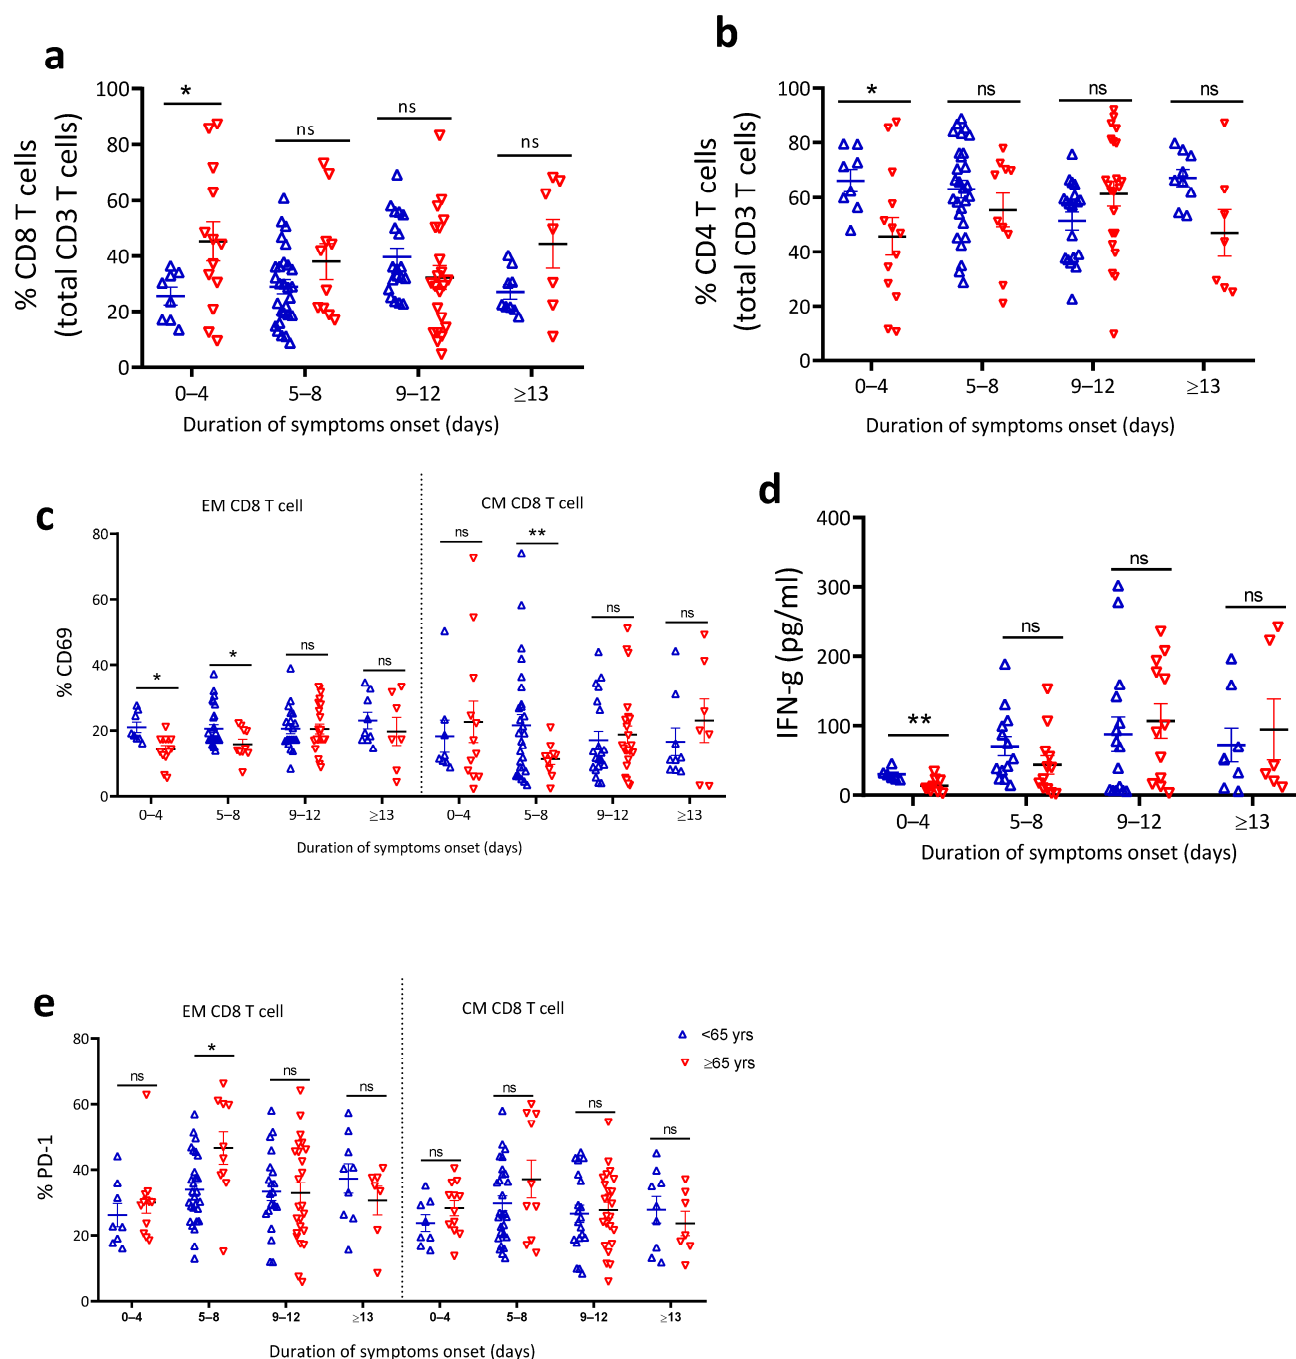 a
% CD8 T cells
(total CD3 T cells)
100
80
60
40
20
0
*
ns
ns
ns
0–4
5–8
9–12
≥13
Duration of symptoms onset (days)
b
% CD4 T cells
(total CD3 T cells)
100
80
60
40
20
0
*
ns
ns
ns
0–4
5–8
9–12
≥13
Duration of symptoms onset (days)
c
EM CD8 T cell
CM CD8 T cell
% CD69
80
60
40
20
0
*
*
ns
ns
ns
**
ns
ns
0–4
5–8
9–12
≥13
0–4
5–8
9–12
≥13
Duration of symptoms onset (days)
d
IFN-g (pg/ml)
400
300
200
100
0
**
ns
ns
ns
0–4
5–8
9–12
≥13
Duration of symptoms onset (days)
e
EM CD8 T cell
CM CD8 T cell
% PD-1
80
60
40
20
0
ns
*
ns
ns
ns
ns
ns
ns
<65 yrs
≥65 yrs
0–4
5–8
9–12
≥13
0–4
5–8
9–12
≥13
Duration of symptoms onset (days)